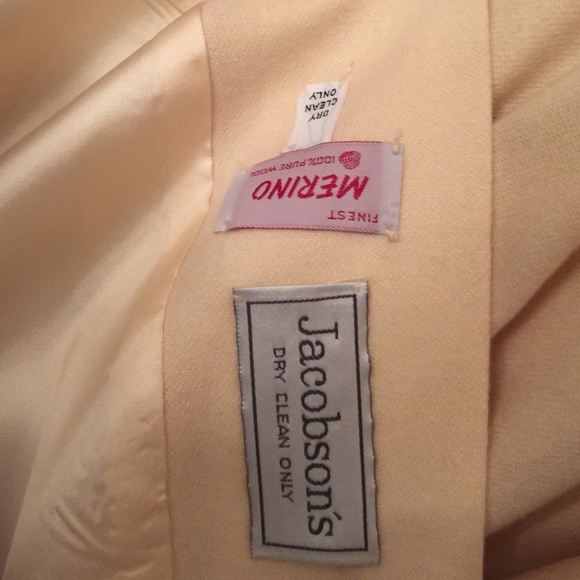 DRY
CLEAN
ONLY
FINEST
MERINO
100% PURE WOOL
Jacobson's
DRY CLEAN ONLY